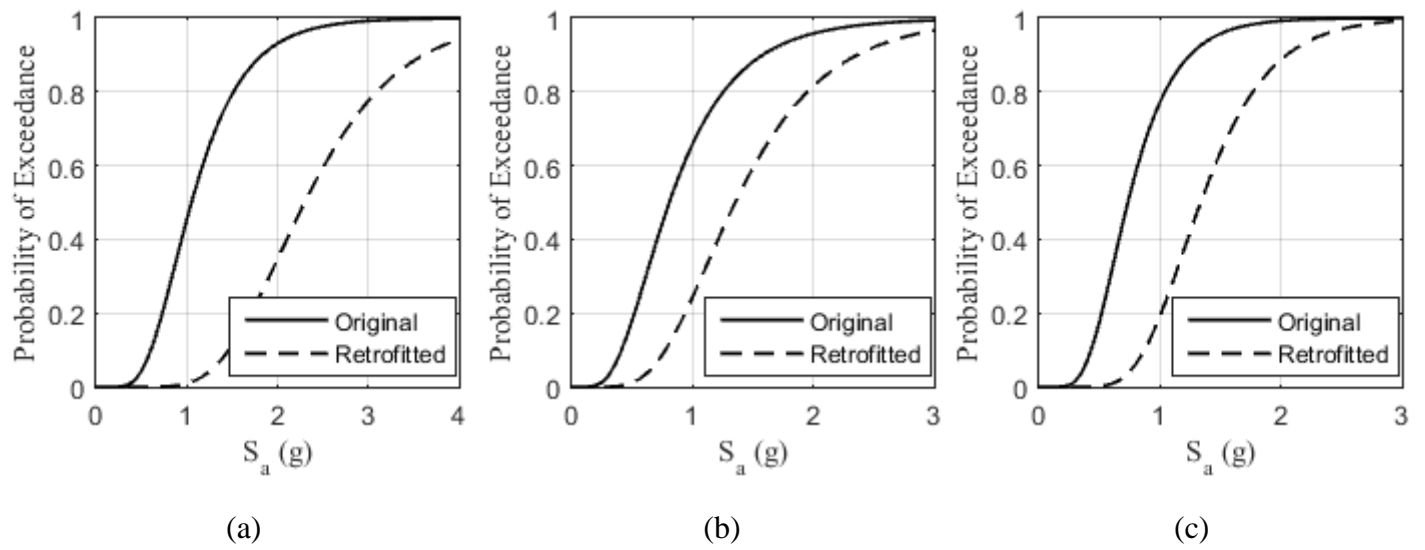 Probability of Exceedance
1
0.8
0.6
0.4
0.2
0
0
1
2
3
4
Original
Retrofitted
S_a (g)
(a)
Probability of Exceedance
1
0.8
0.6
0.4
0.2
0
0
1
2
3
Original
Retrofitted
S_a (g)
(b)
Probability of Exceedance
1
0.8
0.6
0.4
0.2
0
0
1
2
3
Original
Retrofitted
S_a (g)
(c)